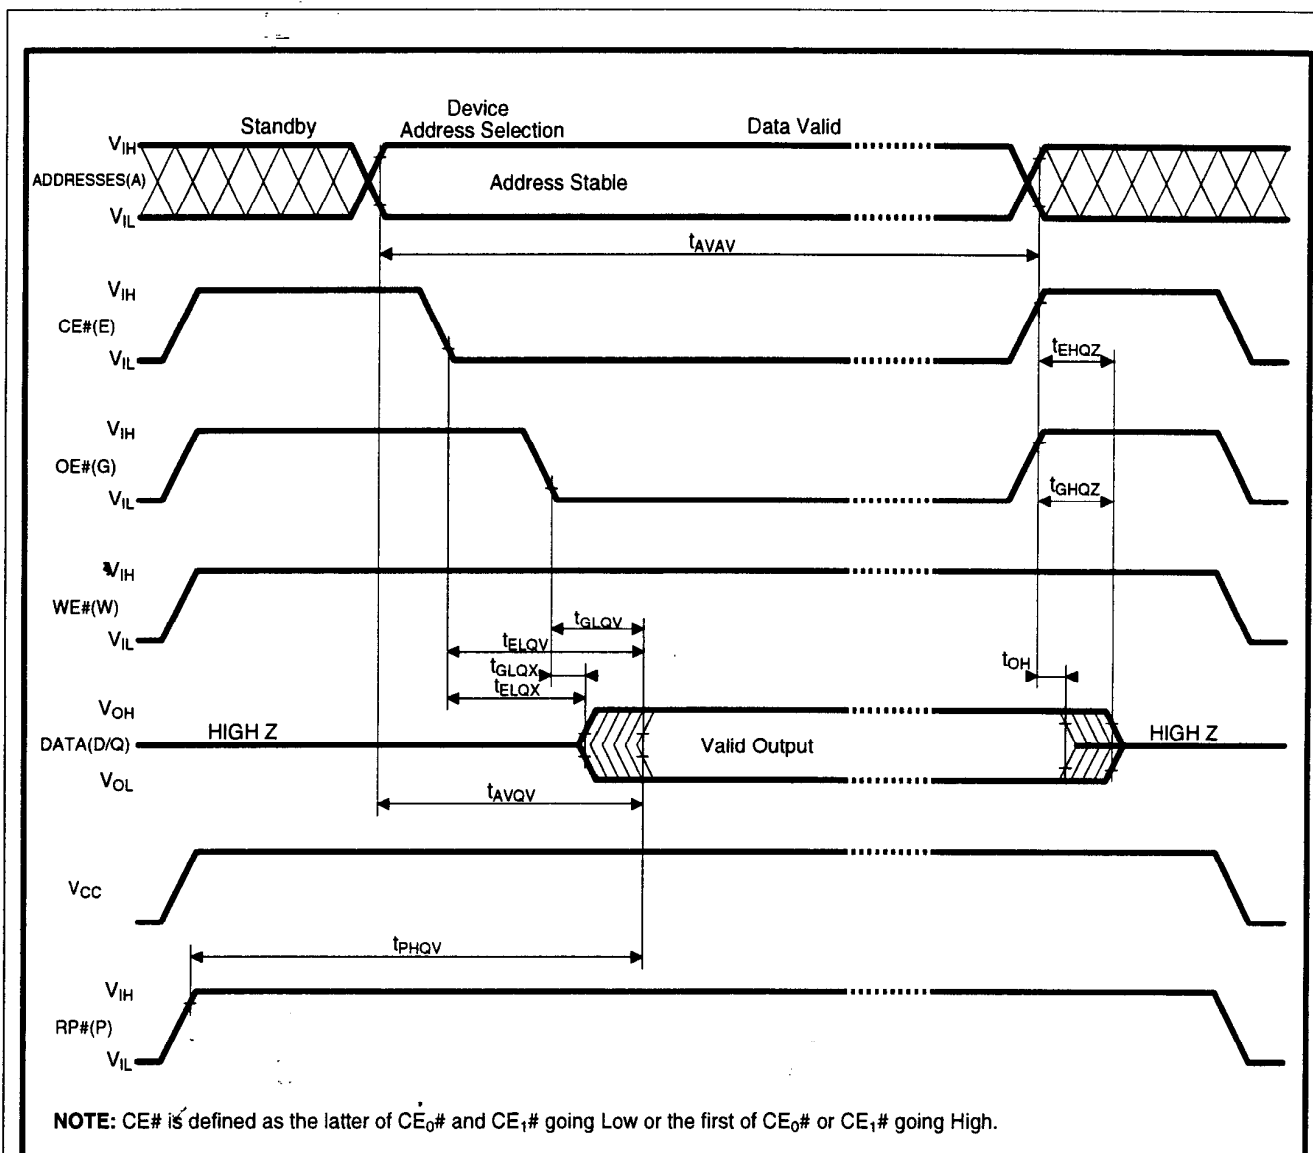 Device
Standby Address Selection Data Valid
VIH
ADDRESSES(A) Address Stable
VIL
tAVAV
VIH
CE#(E)
VIL tEHQZ
VIH
OE#(G)
VIL tGHQZ
VIH
WE#(W)
VIL tGLQV
tELQV
tGLQX tOH
tELQX
VOH
HIGH Z HIGH Z
DATA(D/Q) Valid Output
VOL
tAVQV
VCC
tPHQV
VIH
RP#(P)
VIL
NOTE: CE# is defined as the latter of CE0# and CE1# going Low or the first of CE0# or CE1# going High.